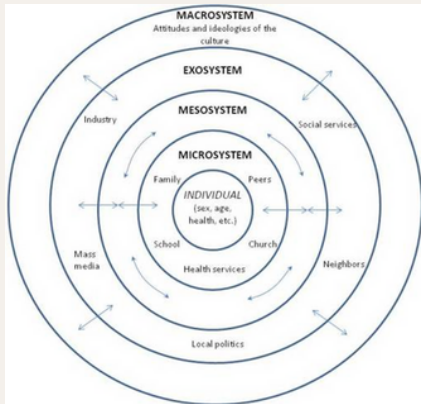 MACROSYSTEM
Attitudes and ideologies of the
culture
EXOSYSTEM
MESOSYSTEM
Industry
Social services
MICROSYSTEM
Family
Peers
INDIVIDUAL
(sex, age,
health, etc.)
School
Church
Health services
Mass
media
Neighbors
Local politics